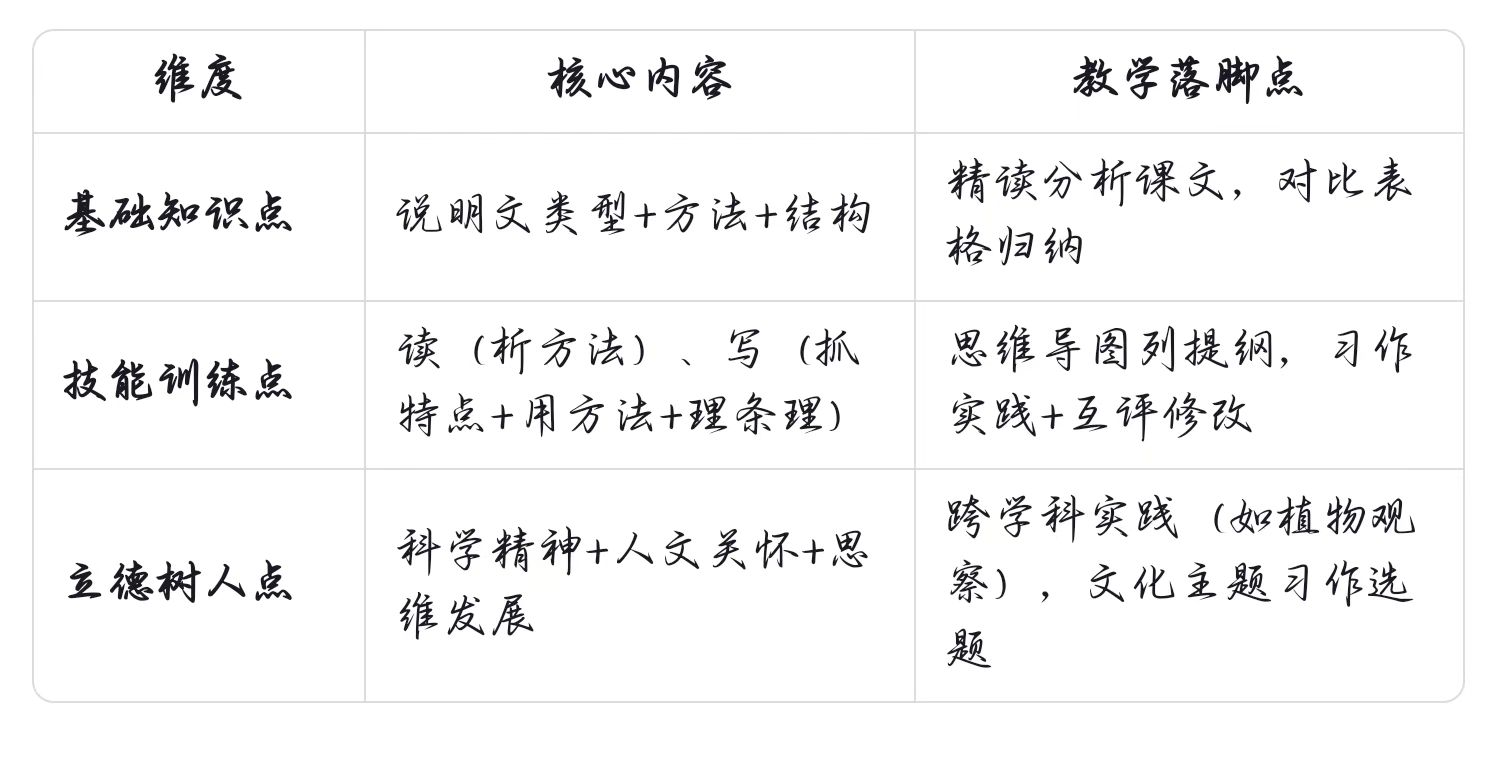 维度 核心内容 教学落脚点
基础知识点
说明文类型+方法+结构
精读分析课文，对比表
格归纳
技能训练点
读（析方法）、写（抓
特点+用方法+理条理）
思维导图列提纲，习作
实践+互评修改
立德树人点
科学精神+人文关怀+思
维发展
跨学科实践（如植物观
察），文化主题习作选
题